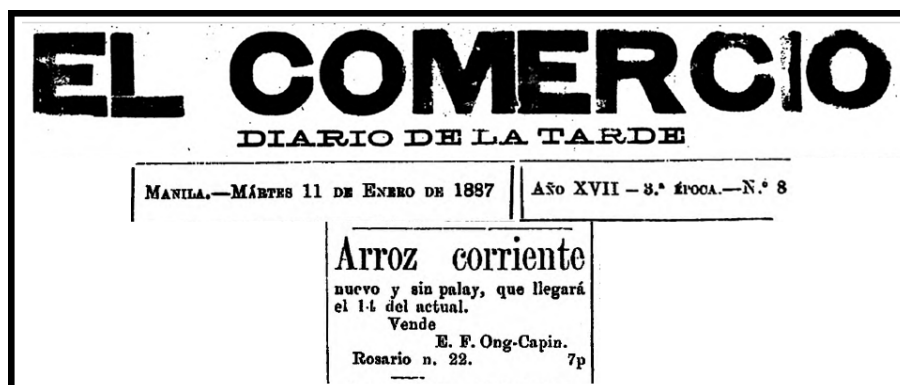 EL COMERCIO
DIARIO DE LA TARDE
MANILA.—MÁRTES 11 DE ENERO DE 1887
AÑO XVII — 3.ª ÉPOCA.—N.º 8
Arroz corriente
nuevo y sin palay, que llegará
el 14 del actual.
Vende
E. F. Ong-Capin.
Rosario n. 22. 7p